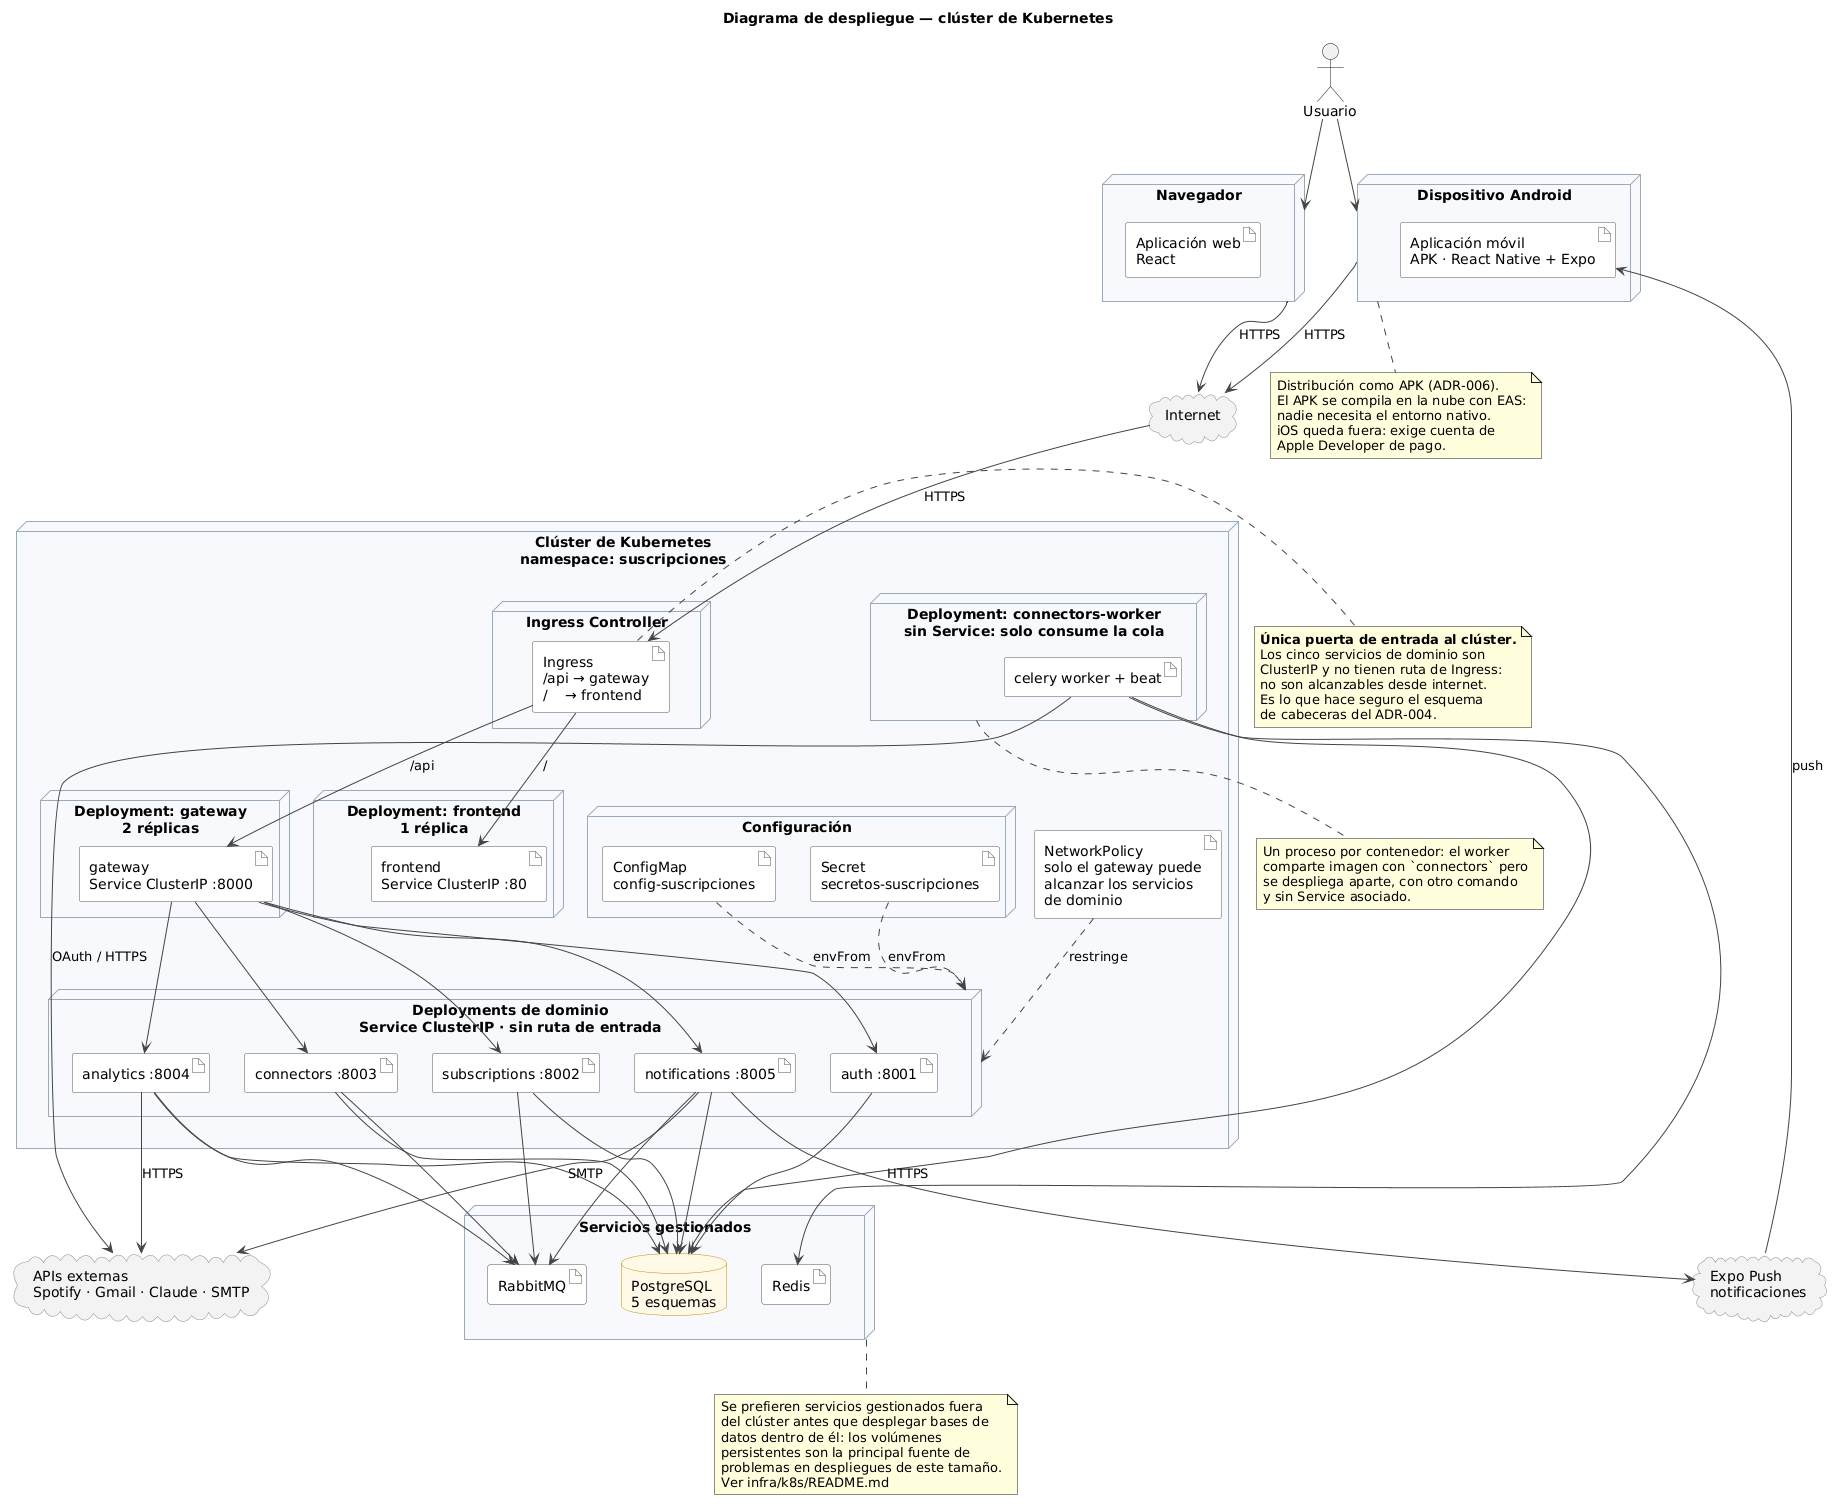 Diagrama de despliegue — clúster de Kubernetes
Usuario
Navegador
Aplicación web
React
Dispositivo Android
Aplicación móvil
APK · React Native + Expo
HTTPS
HTTPS
Distribución como APK (ADR-006).
El APK se compila en la nube con EAS:
nadie necesita el entorno nativo.
iOS queda fuera: exige cuenta de
Apple Developer de pago.
Internet
HTTPS
Clúster de Kubernetes
namespace: suscripciones
Ingress Controller
Ingress
/api → gateway
/    → frontend
Deployment: connectors-worker
sin Service: solo consume la cola
celery worker + beat
Única puerta de entrada al clúster.
Los cinco servicios de dominio son
ClusterIP y no tienen ruta de Ingress:
no son alcanzables desde internet.
Es lo que hace seguro el esquema
de cabeceras del ADR-004.
/api
/
push
Deployment: gateway
2 réplicas
gateway
Service ClusterIP :8000
Deployment: frontend
1 réplica
frontend
Service ClusterIP :80
Configuración
ConfigMap
config-suscripciones
Secret
secretos-suscripciones
NetworkPolicy
solo el gateway puede
alcanzar los servicios
de dominio
Un proceso por contenedor: el worker
comparte imagen con `connectors` pero
se despliega aparte, con otro comando
y sin Service asociado.
OAuth / HTTPS
envFrom
envFrom
restringe
Deployments de dominio
Service ClusterIP · sin ruta de entrada
analytics :8004
connectors :8003
subscriptions :8002
notifications :8005
auth :8001
HTTPS
SMTP
HTTPS
Servicios gestionados
RabbitMQ
PostgreSQL
5 esquemas
Redis
APIs externas
Spotify · Gmail · Claude · SMTP
Expo Push
notificaciones
Se prefieren servicios gestionados fuera
del clúster antes que desplegar bases de
datos dentro de él: los volúmenes
persistentes son la principal fuente de
problemas en despliegues de este tamaño.
Ver infra/k8s/README.md